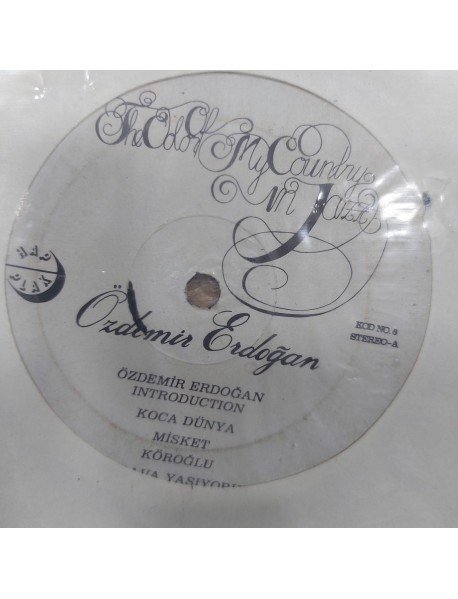 The Color Of
My Country
in Jazz
Özdemir Erdoğan
KOD NO. 8
STEREO-A
ÖZDEMİR ERDOĞAN
INTRODUCTION
KOCA DÜNYA
MİSKET
KÖROĞLU
YAŞIYORU